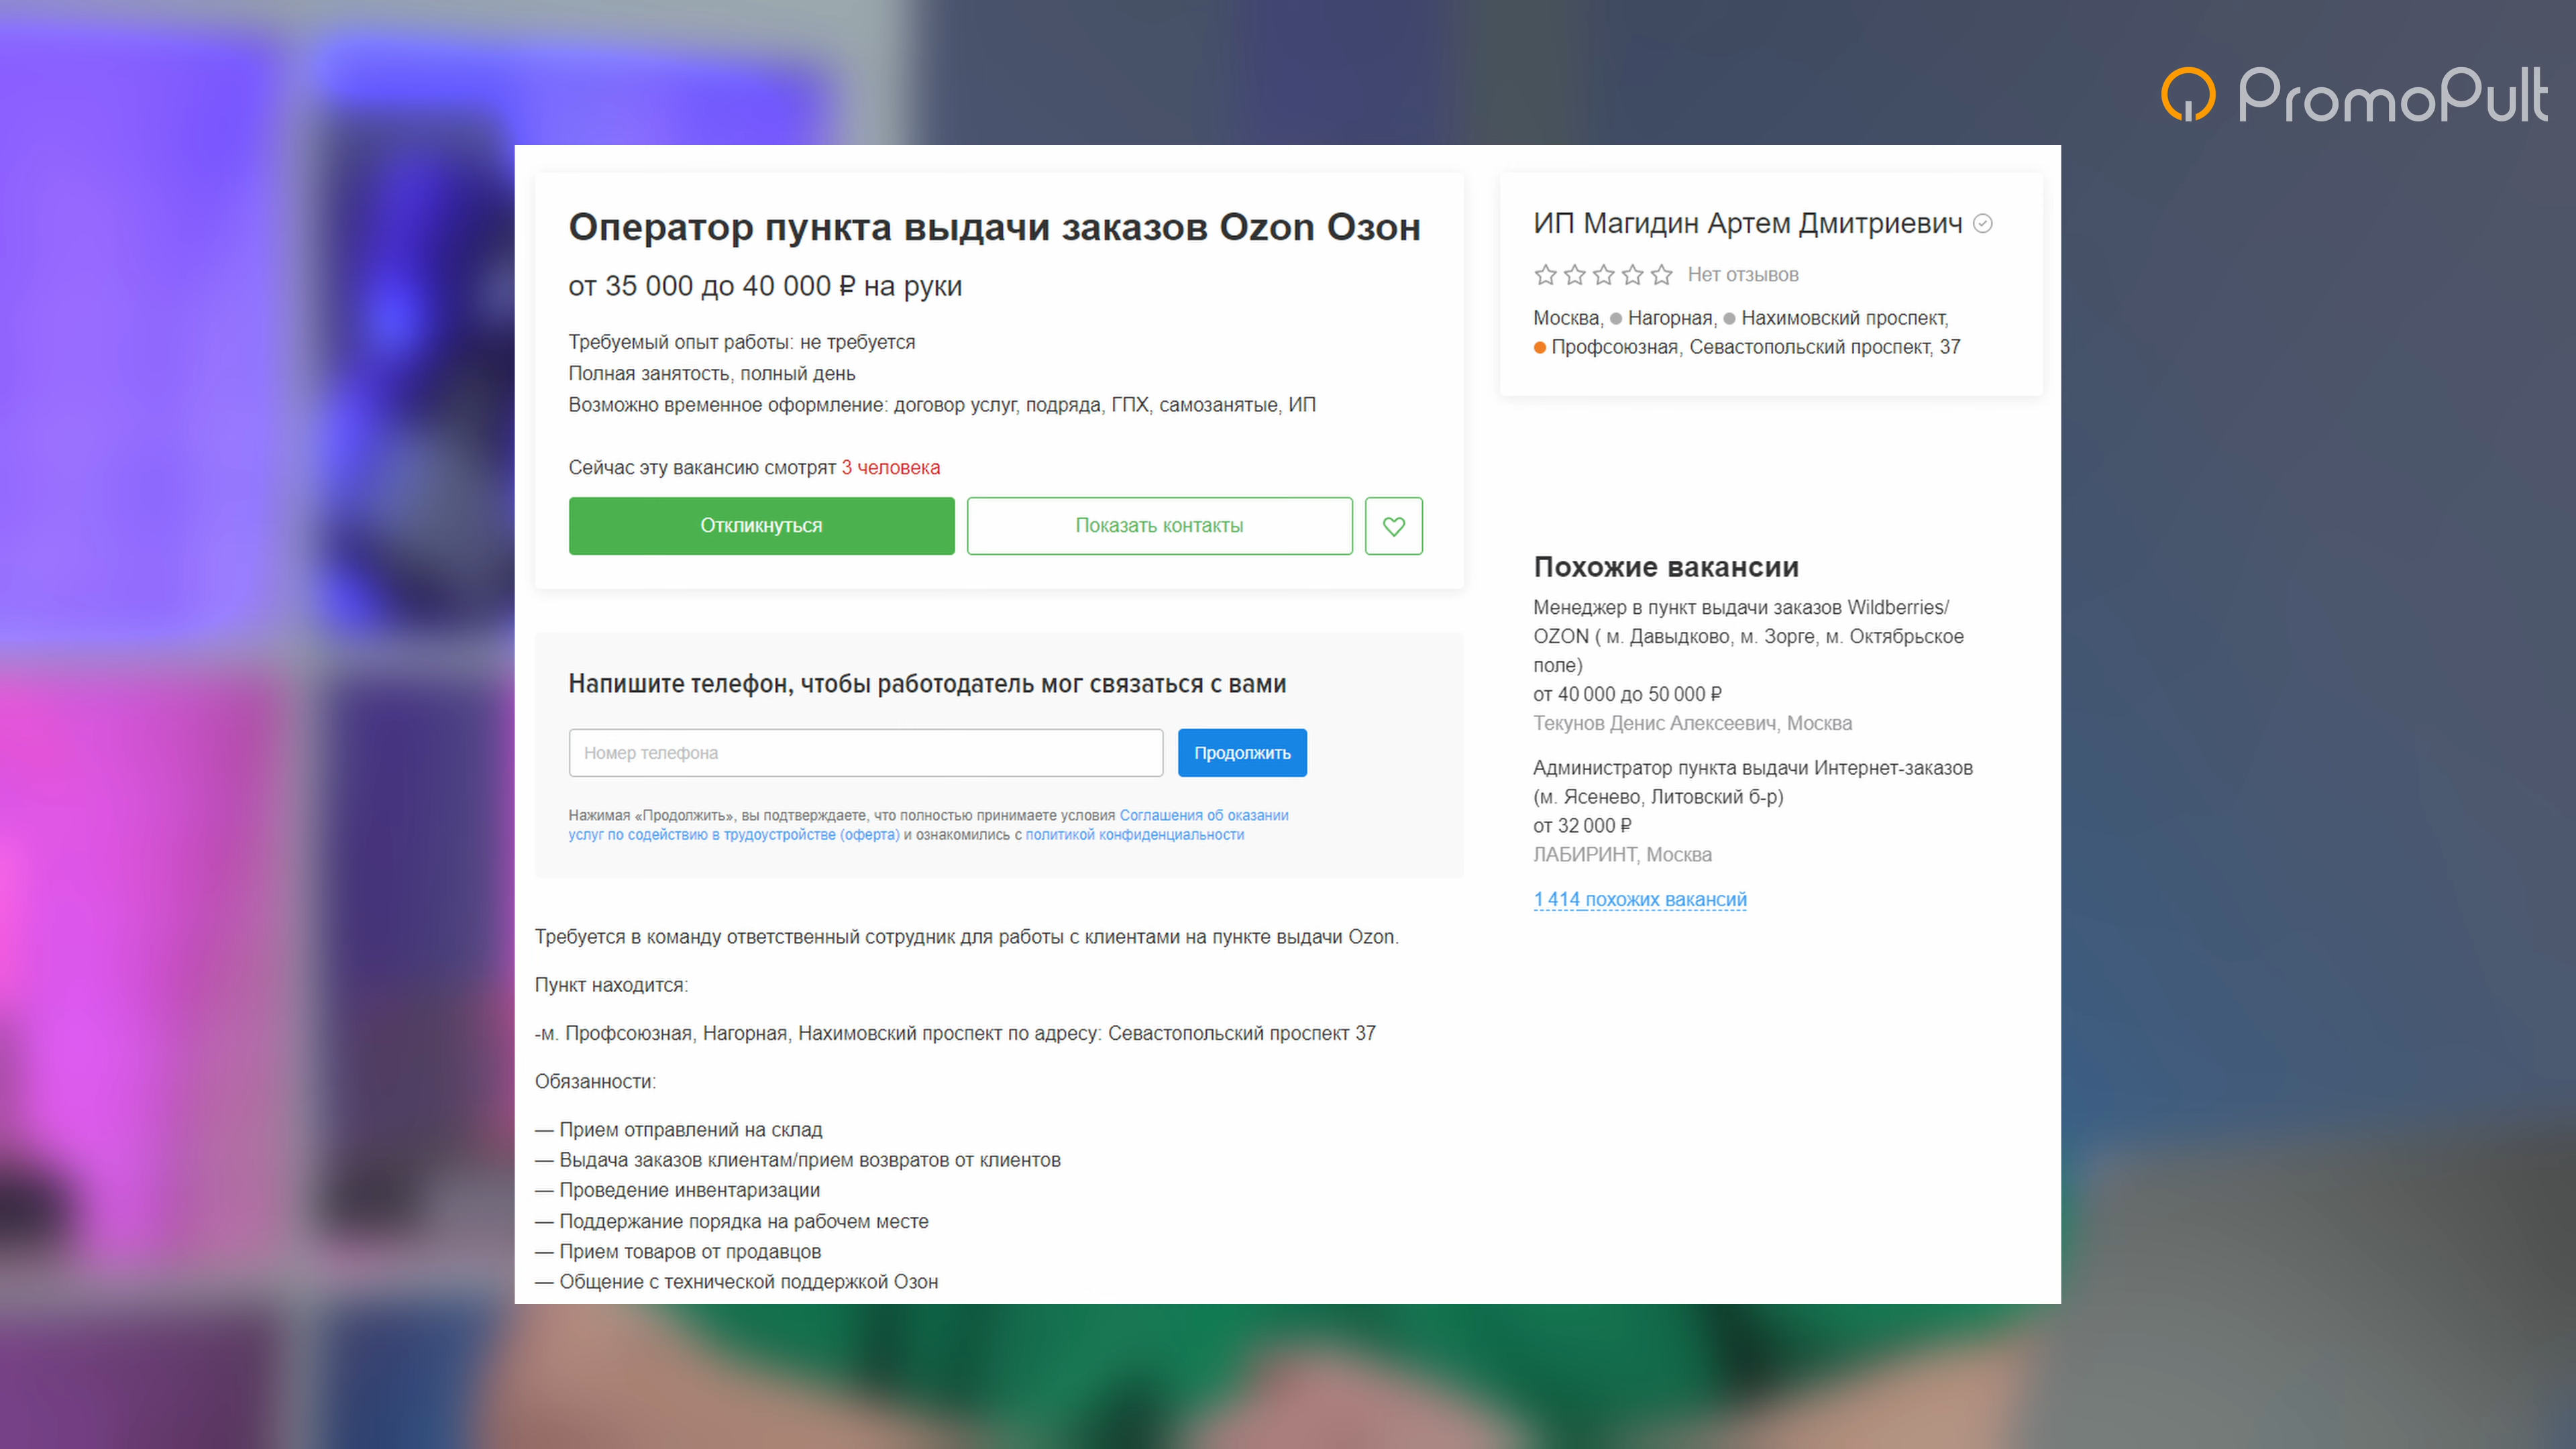 PromoPult
Оператор пункта выдачи заказов Ozon Озон
от 35 000 до 40 000 ₽ на руки
Требуемый опыт работы: не требуется
Полная занятость, полный день
Возможно временное оформление: договор услуг, подряда, ГПХ, самозанятые, ИП
Сейчас эту вакансию смотрят 3 человека
Откликнуться
Показать контакты
Напишите телефон, чтобы работодатель мог связаться с вами
Номер телефона
Продолжить
Нажимая «Продолжить», вы подтверждаете, что полностью принимаете условия Соглашения об оказании
услуг по содействию в трудоустройстве (оферта) и ознакомились с политикой конфиденциальности
Требуется в команду ответственный сотрудник для работы с клиентами на пункте выдачи Ozon.
Пункт находится:
-м. Профсоюзная, Нагорная, Нахимовский проспект по адресу: Севастопольский проспект 37
Обязанности:
— Прием отправлений на склад
— Выдача заказов клиентам/прием возвратов от клиентов
— Проведение инвентаризации
— Поддержание порядка на рабочем месте
— Прием товаров от продавцов
— Общение с технической поддержкой Озон
ИП Магидин Артем Дмитриевич
Нет отзывов
Москва, Нагорная, Нахимовский проспект,
Профсоюзная, Севастопольский проспект, 37
Похожие вакансии
Менеджер в пункт выдачи заказов Wildberries/
OZON ( м. Давыдково, м. Зорге, м. Октябрьское
поле)
от 40 000 до 50 000 ₽
Текунов Денис Алексеевич, Москва
Администратор пункта выдачи Интернет-заказов
(м. Ясенево, Литовский б-р)
от 32 000 ₽
ЛАБИРИНТ, Москва
1 414 похожих вакансий